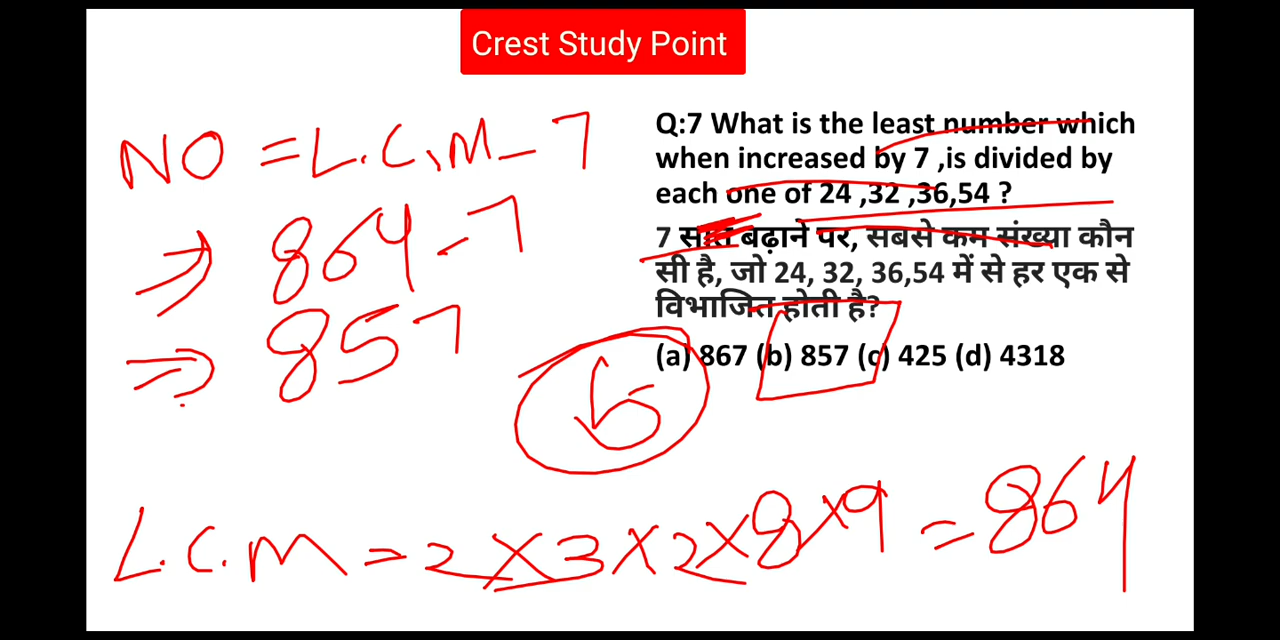 Crest Study Point
Q:7 What is the least number which
when increased by 7 ,is divided by
each one of 24 ,32 ,36,54 ?
7 सात बढ़ाने पर, सबसे कम संख्या कौन
सी है, जो 24, 32, 36,54 में से हर एक से
विभाजित होती है?
(a) 867 (b) 857 (c) 425 (d) 4318
NO = L.C.M - 7
⇒ 864 - 7
⇒ 857
b
L.C.M = 2 X 3 X 2 X 8 X 9 = 864